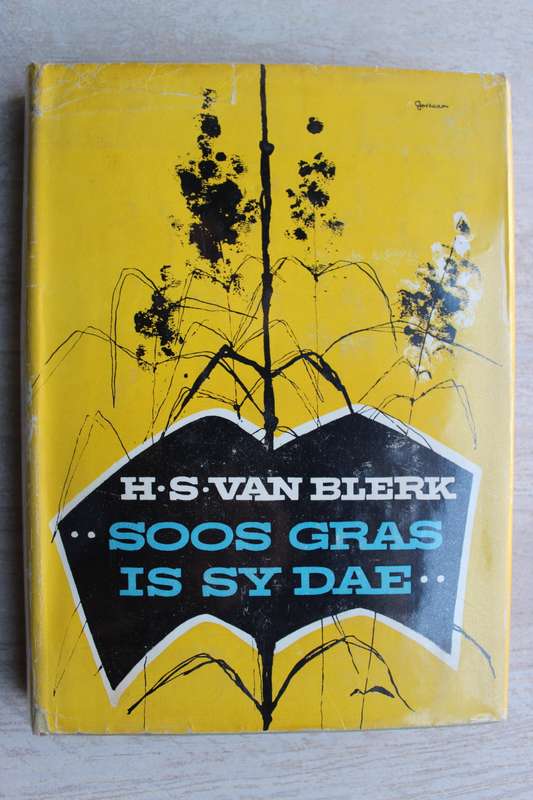 H·S·VAN BLERK
··SOOS GRAS
IS SY DAE··